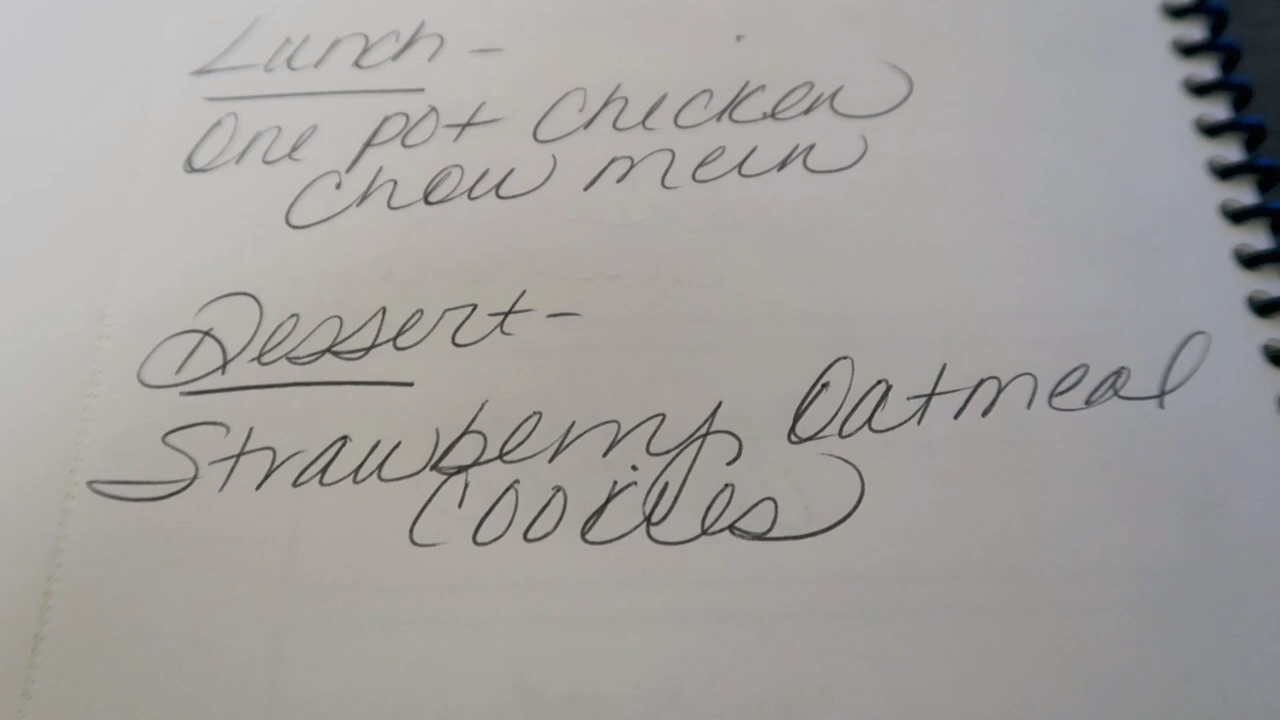 Lunch -
One pot Chicken
Chow mein
Dessert -
Strawberry Oatmeal
Cookies